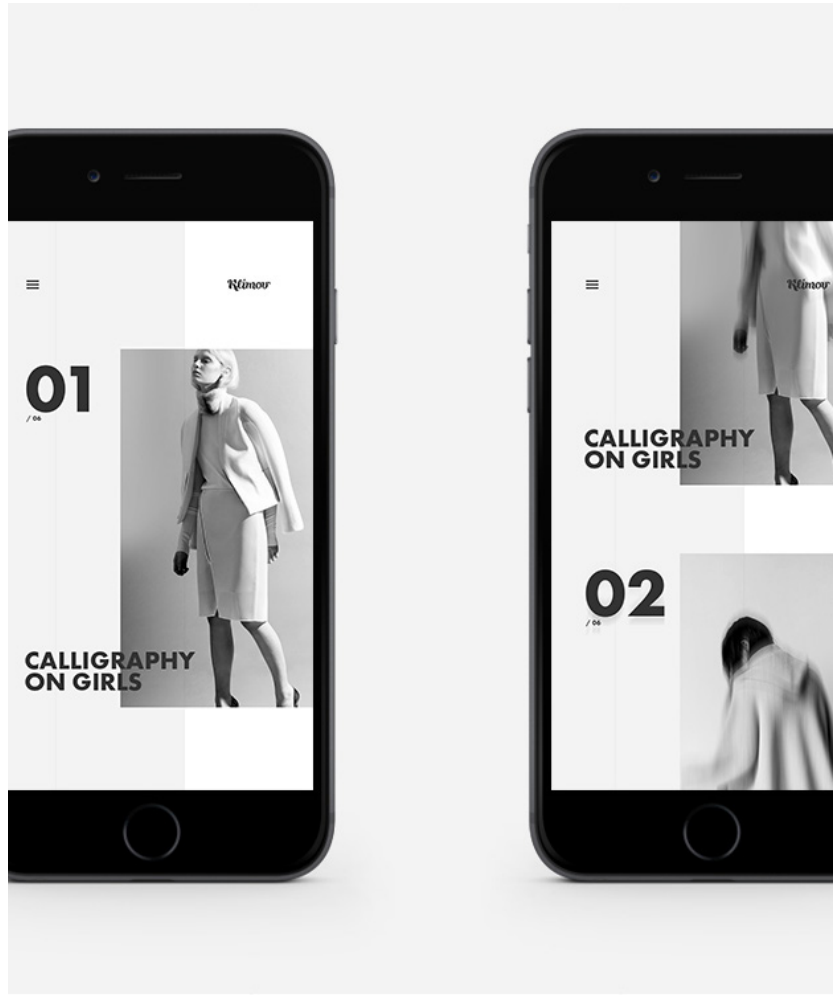 Klimov
01
/ 06
CALLIGRAPHY
ON GIRLS
Klimov
CALLIGRAPHY
ON GIRLS
02
/ 06